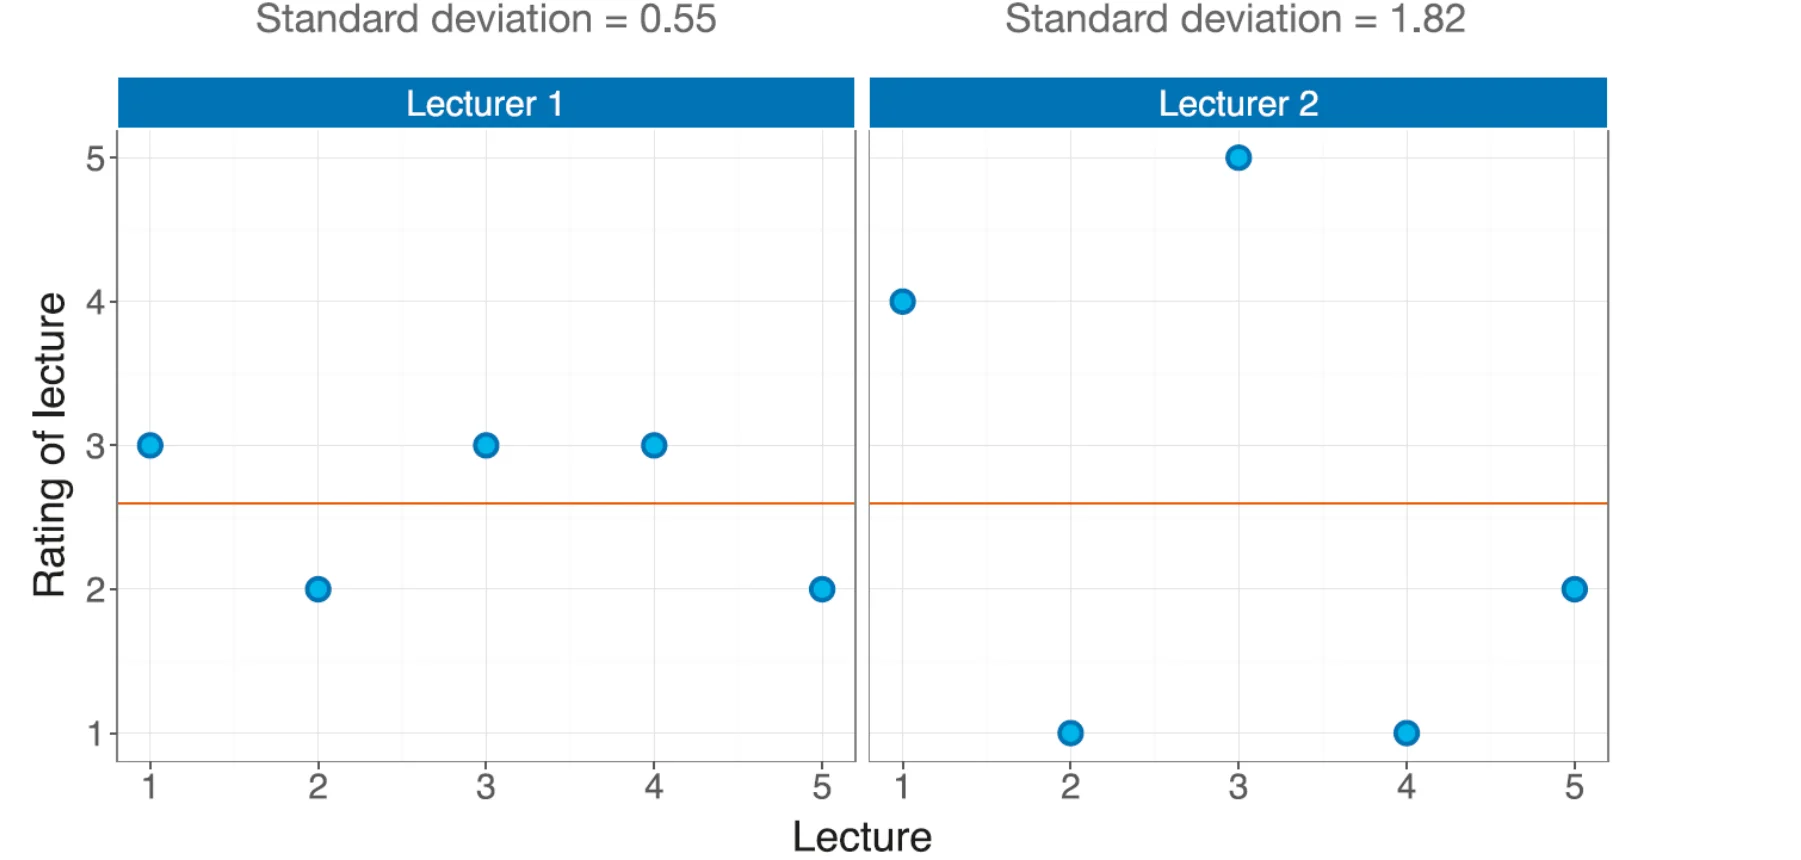 Standard deviation = 0.55
Standard deviation = 1.82
Lecturer 1
Lecturer 2
Rating of lecture
5
4
3
2
1
1 2 3 4 5
1 2 3 4 5
Lecture